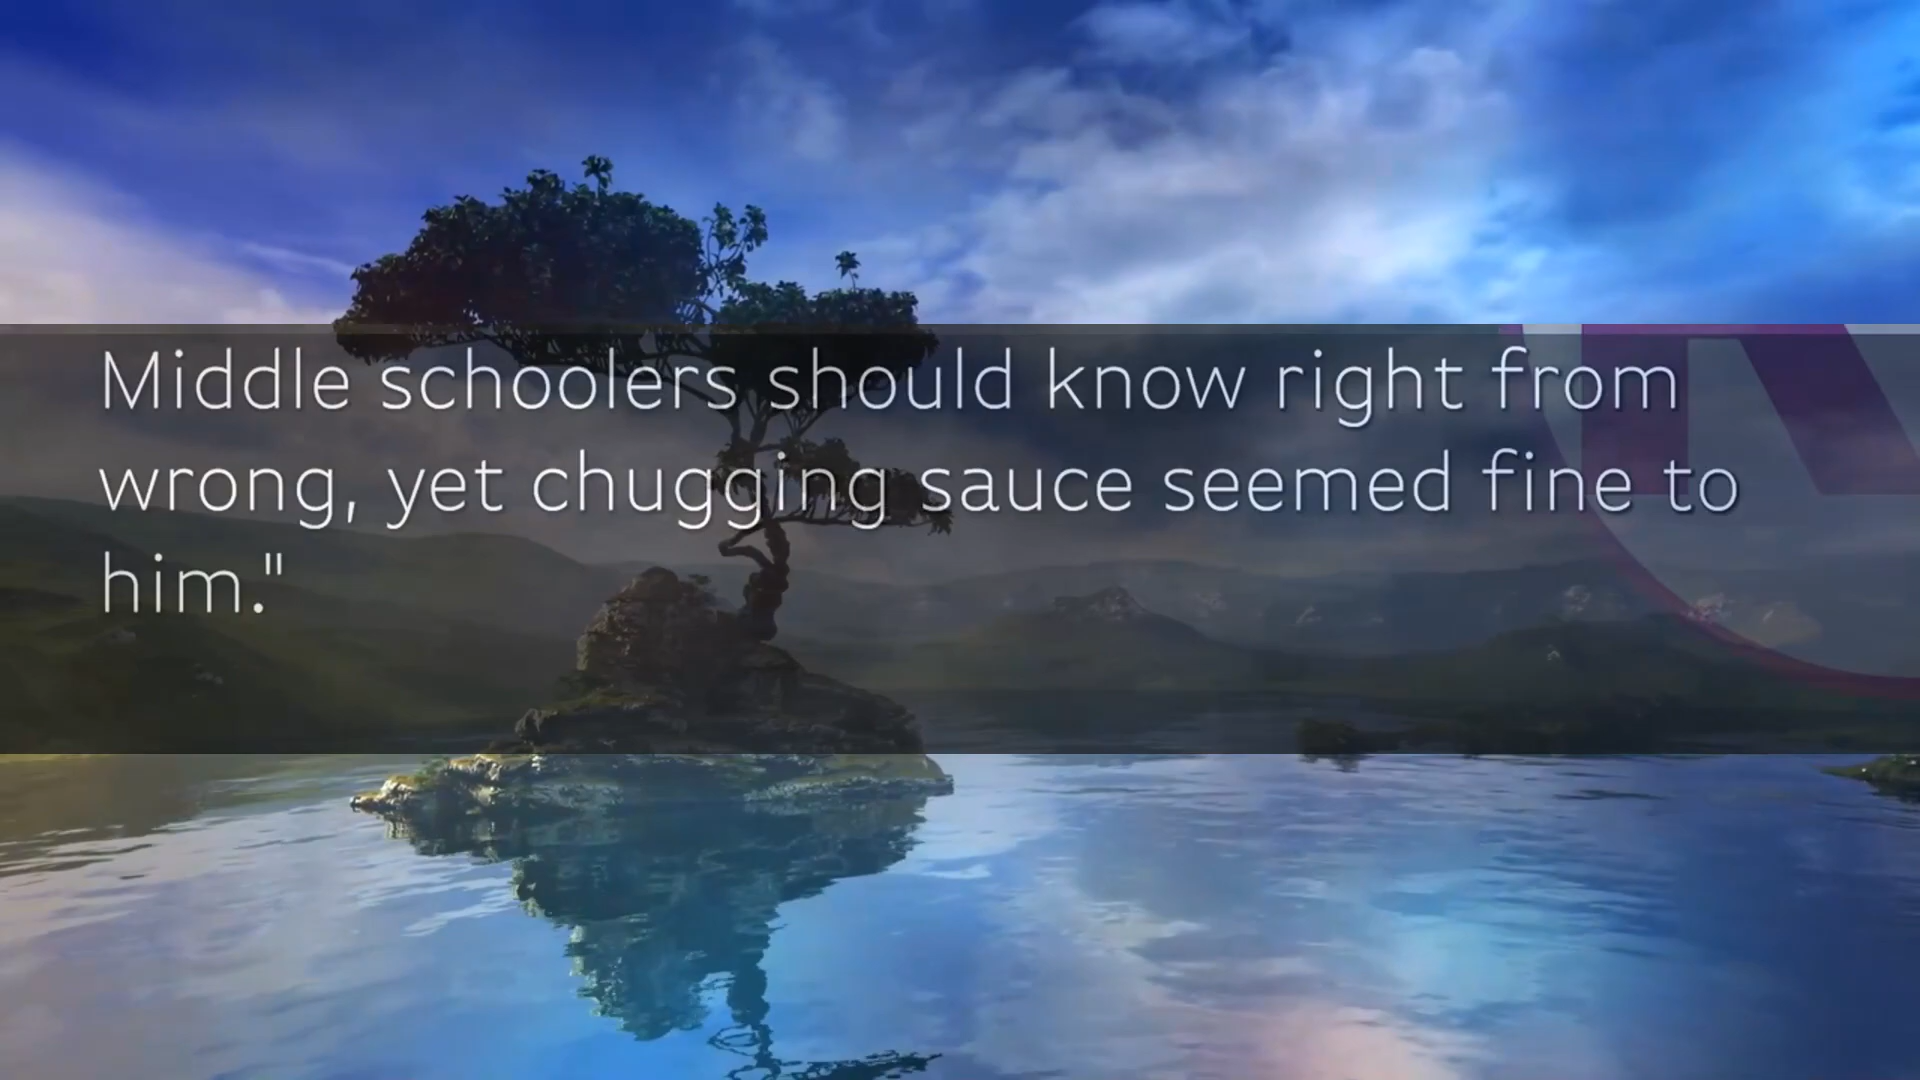 Middle schoolers should know right from
wrong, yet chugging sauce seemed fine to
him."